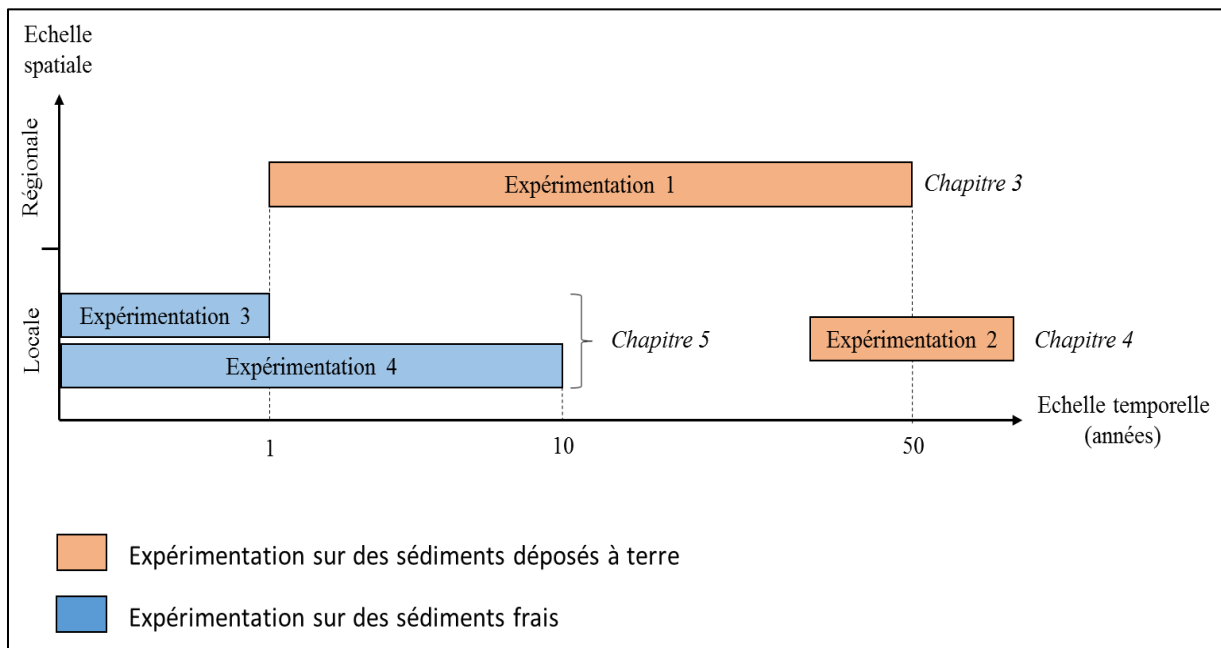 Echelle
spatiale
Régionale
Expérimentation 1
Chapitre 3
Locale
Expérimentation 3
Expérimentation 4
Chapitre 5
Expérimentation 2
Chapitre 4
1
10
50
Echelle temporelle
(années)
Expérimentation sur des sédiments déposés à terre
Expérimentation sur des sédiments frais